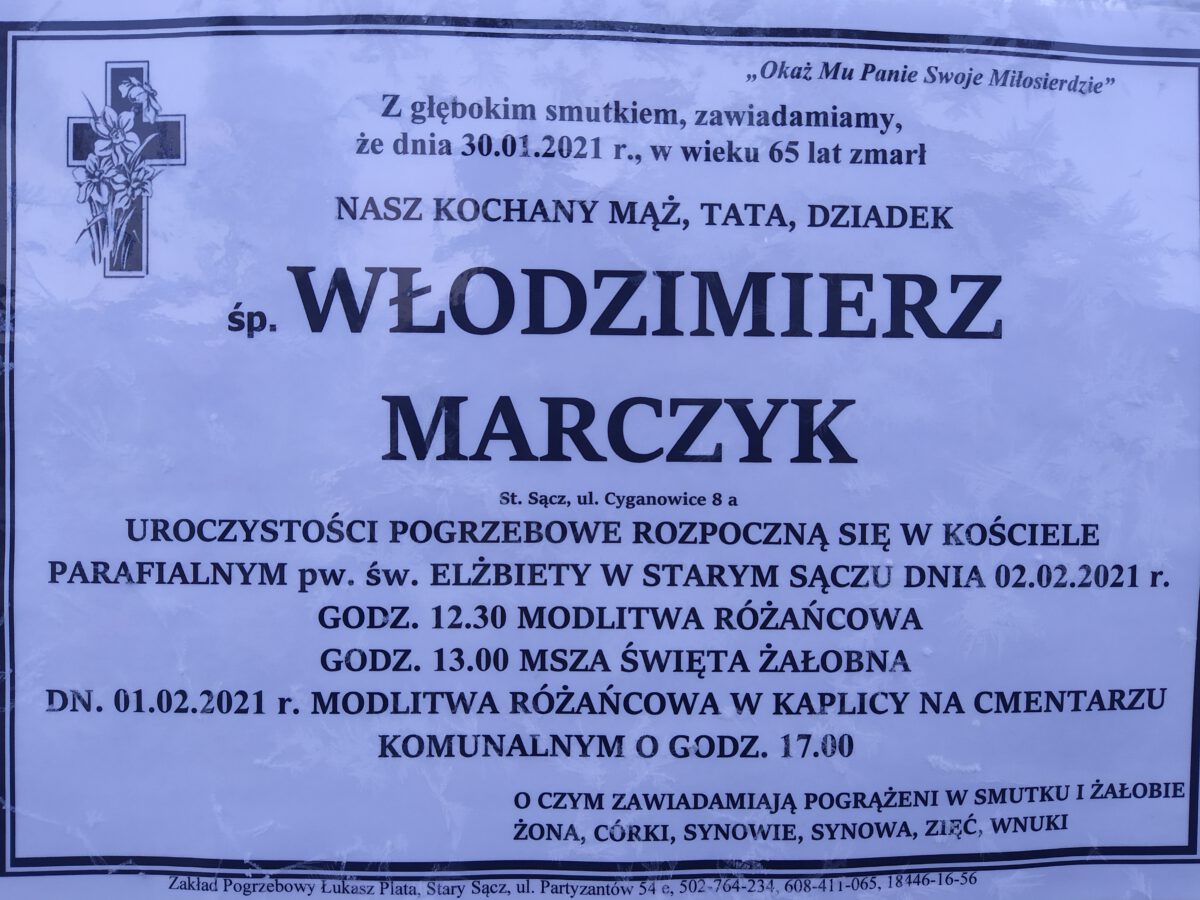 „Okaż Mu Panie Swoje Miłosierdzie”
Z głębokim smutkiem, zawiadamiamy,
że dnia 30.01.2021 r., w wieku 65 lat zmarł
NASZ KOCHANY MĄŻ, TATA, DZIADEK
śp. WŁODZIMIERZ
MARCZYK
St. Sącz, ul. Cyganowice 8 a
UROCZYSTOŚCI POGRZEBOWE ROZPOCZNĄ SIĘ W KOŚCIELE
PARAFIALNYM pw. św. ELŻBIETY W STARYM SĄCZU DNIA 02.02.2021 r.
GODZ. 12.30 MODLITWA RÓŻAŃCOWA
GODZ. 13.00 MSZA ŚWIĘTA ŻAŁOBNA
DN. 01.02.2021 r. MODLITWA RÓŻAŃCOWA W KAPLICY NA CMENTARZU
KOMUNALNYM O GODZ. 17.00
O CZYM ZAWIADAMIAJĄ POGRĄŻENI W SMUTKU I ŻAŁOBIE
ŻONA, CÓRKI, SYNOWIE, SYNOWA, ZIĘĆ, WNUKI
Zakład Pogrzebowy Łukasz Plata, Stary Sącz, ul. Partyzantów 54 e, 502-764-234, 608-411-065, 18446-16-56